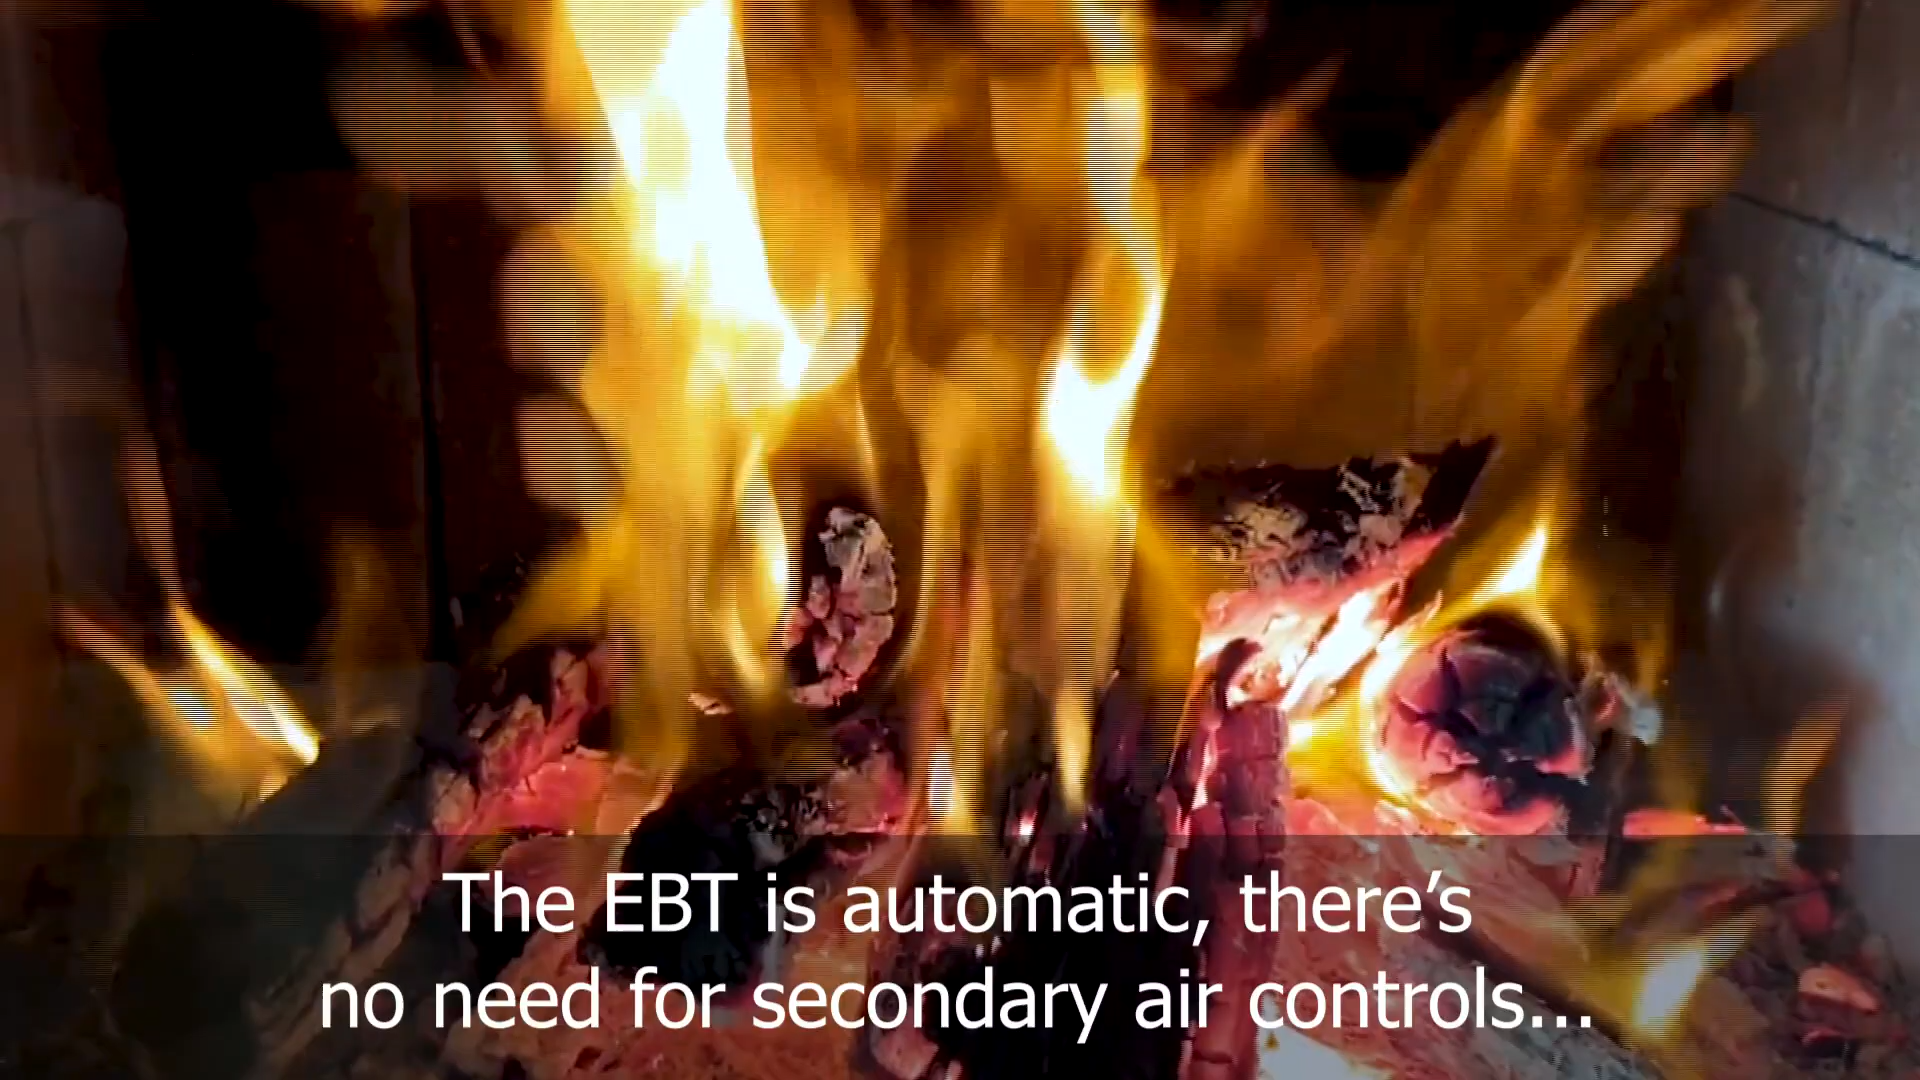 The EBT is automatic, there’s
no need for secondary air controls...